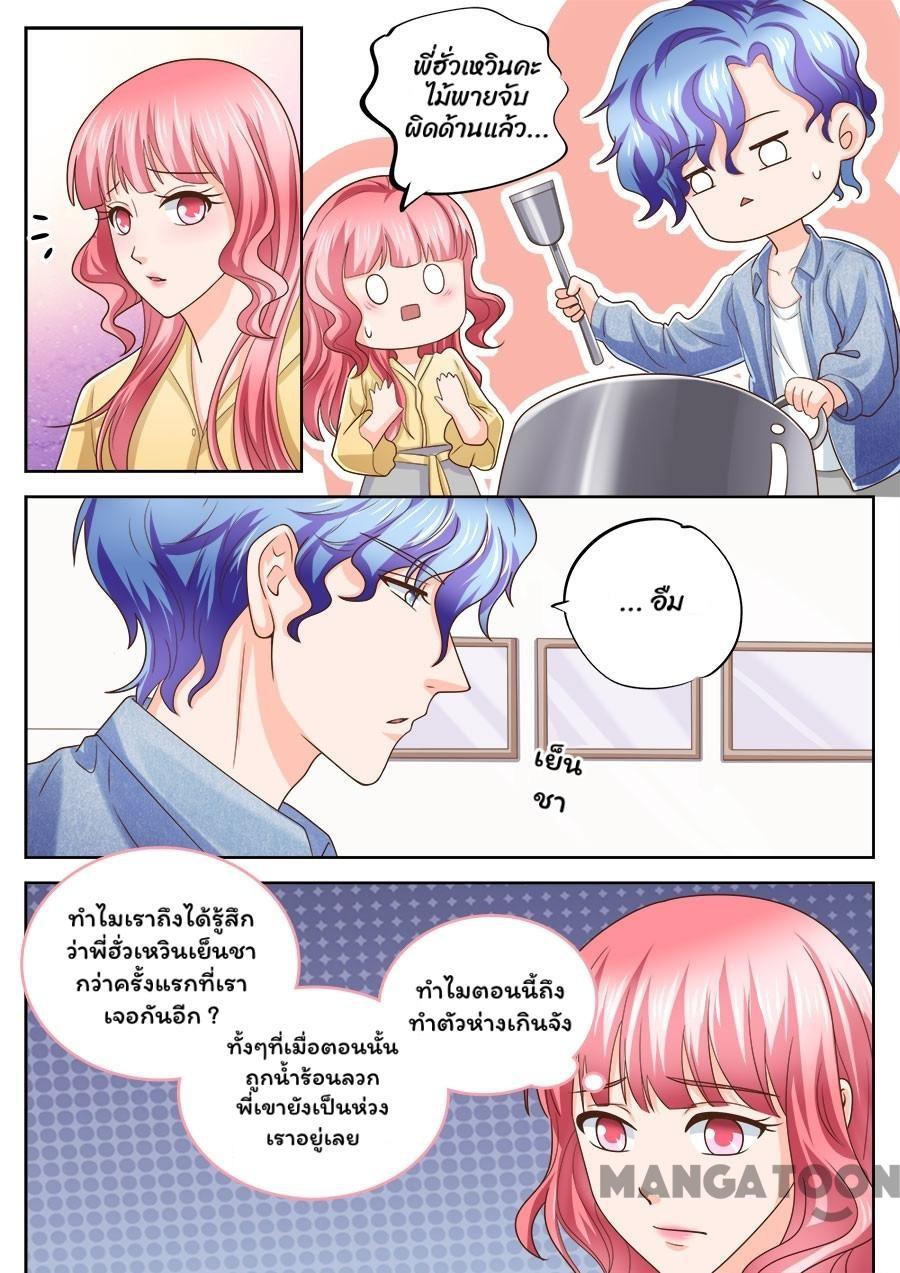 พี่ฮั่วเหวินคะ
ไม้พายจับ
ผิดด้านแล้ว...
... อืม
เย็น
ชา
ทำไมเราถึงได้รู้สึก
ว่าพี่ฮั่วเหวินเย็นชา
กว่าครั้งแรกที่เรา
เจอกันอีก ?
ทั้งๆที่เมื่อตอนนั้น
ถูกน้ำร้อนลวก
พี่เขายังเป็นห่วง
เราอยู่เลย
ทำไมตอนนี้ถึง
ทำตัวห่างเกินจัง
MANGATOON